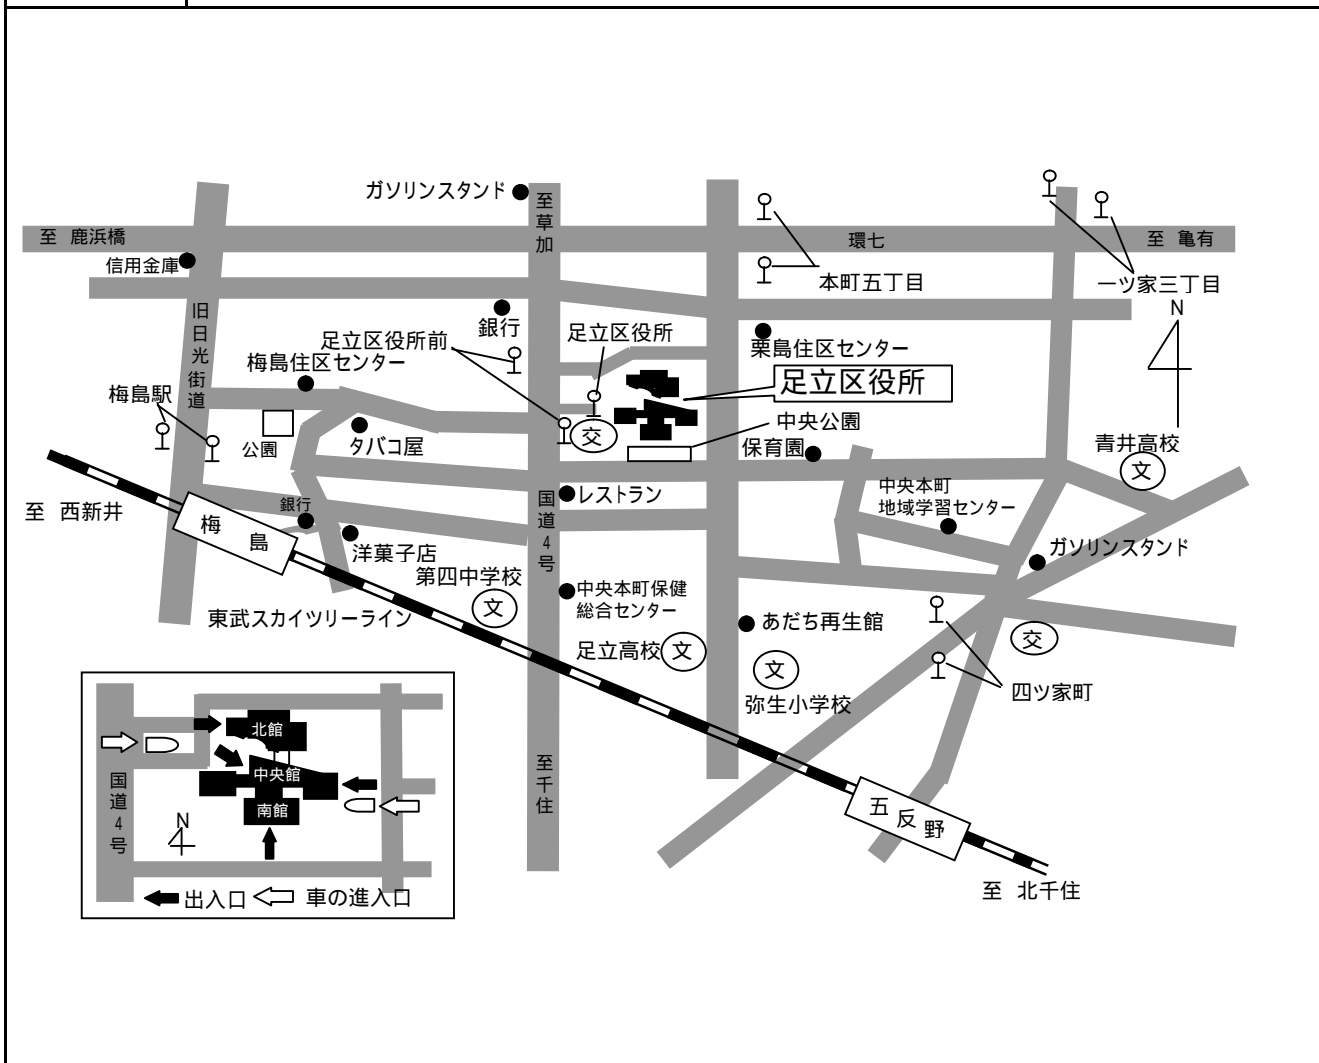 ガソリンスタンド
至草加
至 鹿浜橋
環七
至 亀有
信用金庫
本町五丁目
一ツ家三丁目
N
旧日光街道
銀行
足立区役所前
足立区役所
栗島住区センター
梅島住区センター
足立区役所
梅島駅
中央公園
交
公園
タバコ屋
保育園
青井高校
文
至 西新井
銀行
国道4号
レストラン
中央本町
地域学習センター
梅島
洋菓子店
ガソリンスタンド
第四中学校
文
中央本町保健
総合センター
東武スカイツリーライン
あだち再生館
交
足立高校
文
文
弥生小学校
四ツ家町
至千住
五反野
至 北千住
北館
中央館
南館
国道4号
N
出入口
車の進入口